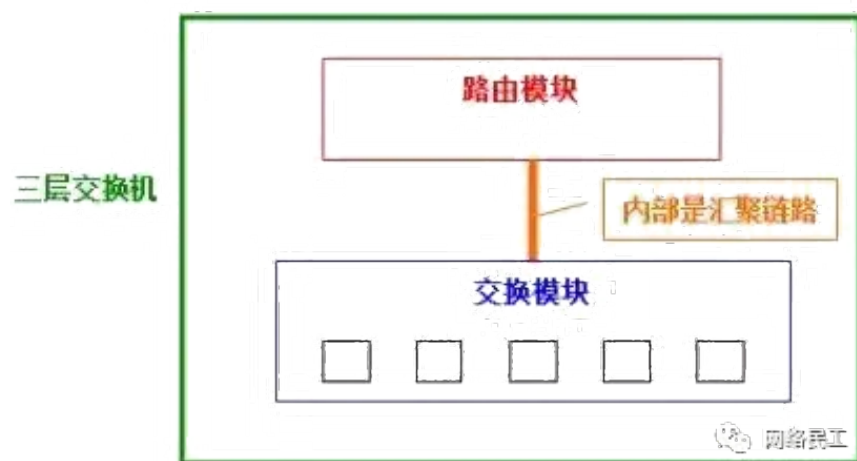 路由模块
三层交换机
内部是汇聚链路
交换模块
网络民工